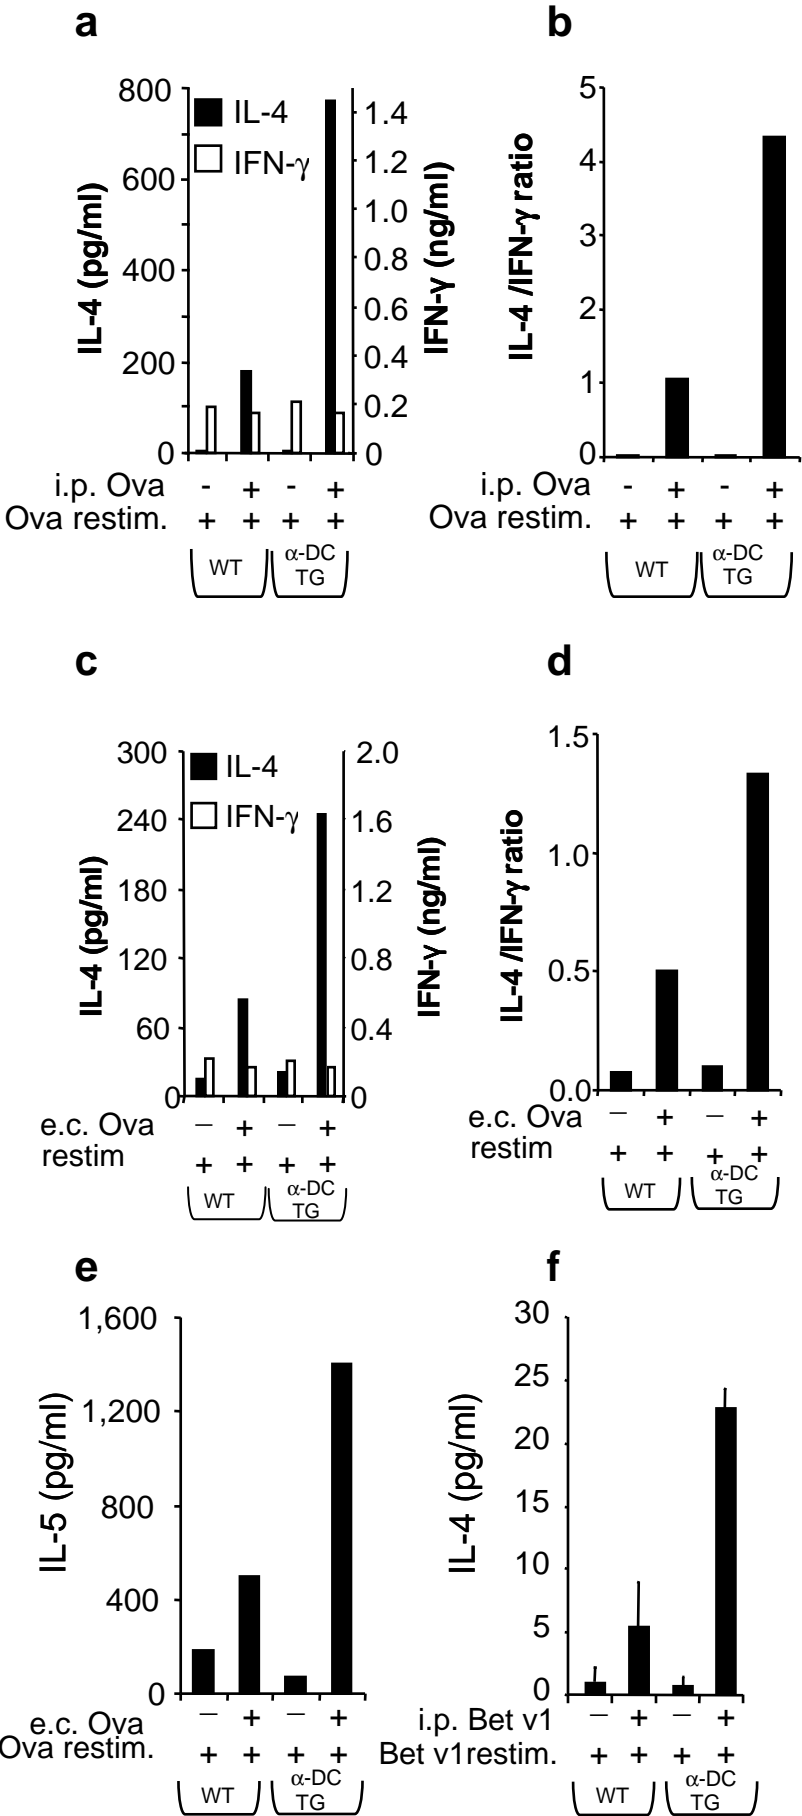 a
800
600
400
200
0
IL-4 (pg/ml)
IL-4
IFN-γ
1.4
1.2
1.0
0.8
0.6
0.4
0.2
0
IFN-γ (ng/ml)
i.p. Ova - + - +
Ova restim. + + + +
WT
α-DC
TG
b
5
4
3
2
1
0
IL-4 /IFN-γ ratio
i.p. Ova - + - +
Ova restim. + + + +
WT
α-DC
TG
c
300
240
180
120
60
0
IL-4 (pg/ml)
IL-4
IFN-γ
2.0
1.6
1.2
0.8
0.4
0
IFN-γ (ng/ml)
e.c. Ova – + – +
restim + + + +
WT
α-DC
TG
d
1.5
1.0
0.5
0.0
IL-4 /IFN-γ ratio
e.c. Ova – + – +
restim + + + +
WT
α-DC
TG
e
1,600
1,200
800
400
0
IL-5 (pg/ml)
e.c. Ova – + – +
Ova restim. + + + +
WT
α-DC
TG
f
30
25
20
15
10
5
0
IL-4 (pg/ml)
i.p. Bet v1 – + – +
Bet v1restim. + + + +
WT
α-DC
TG